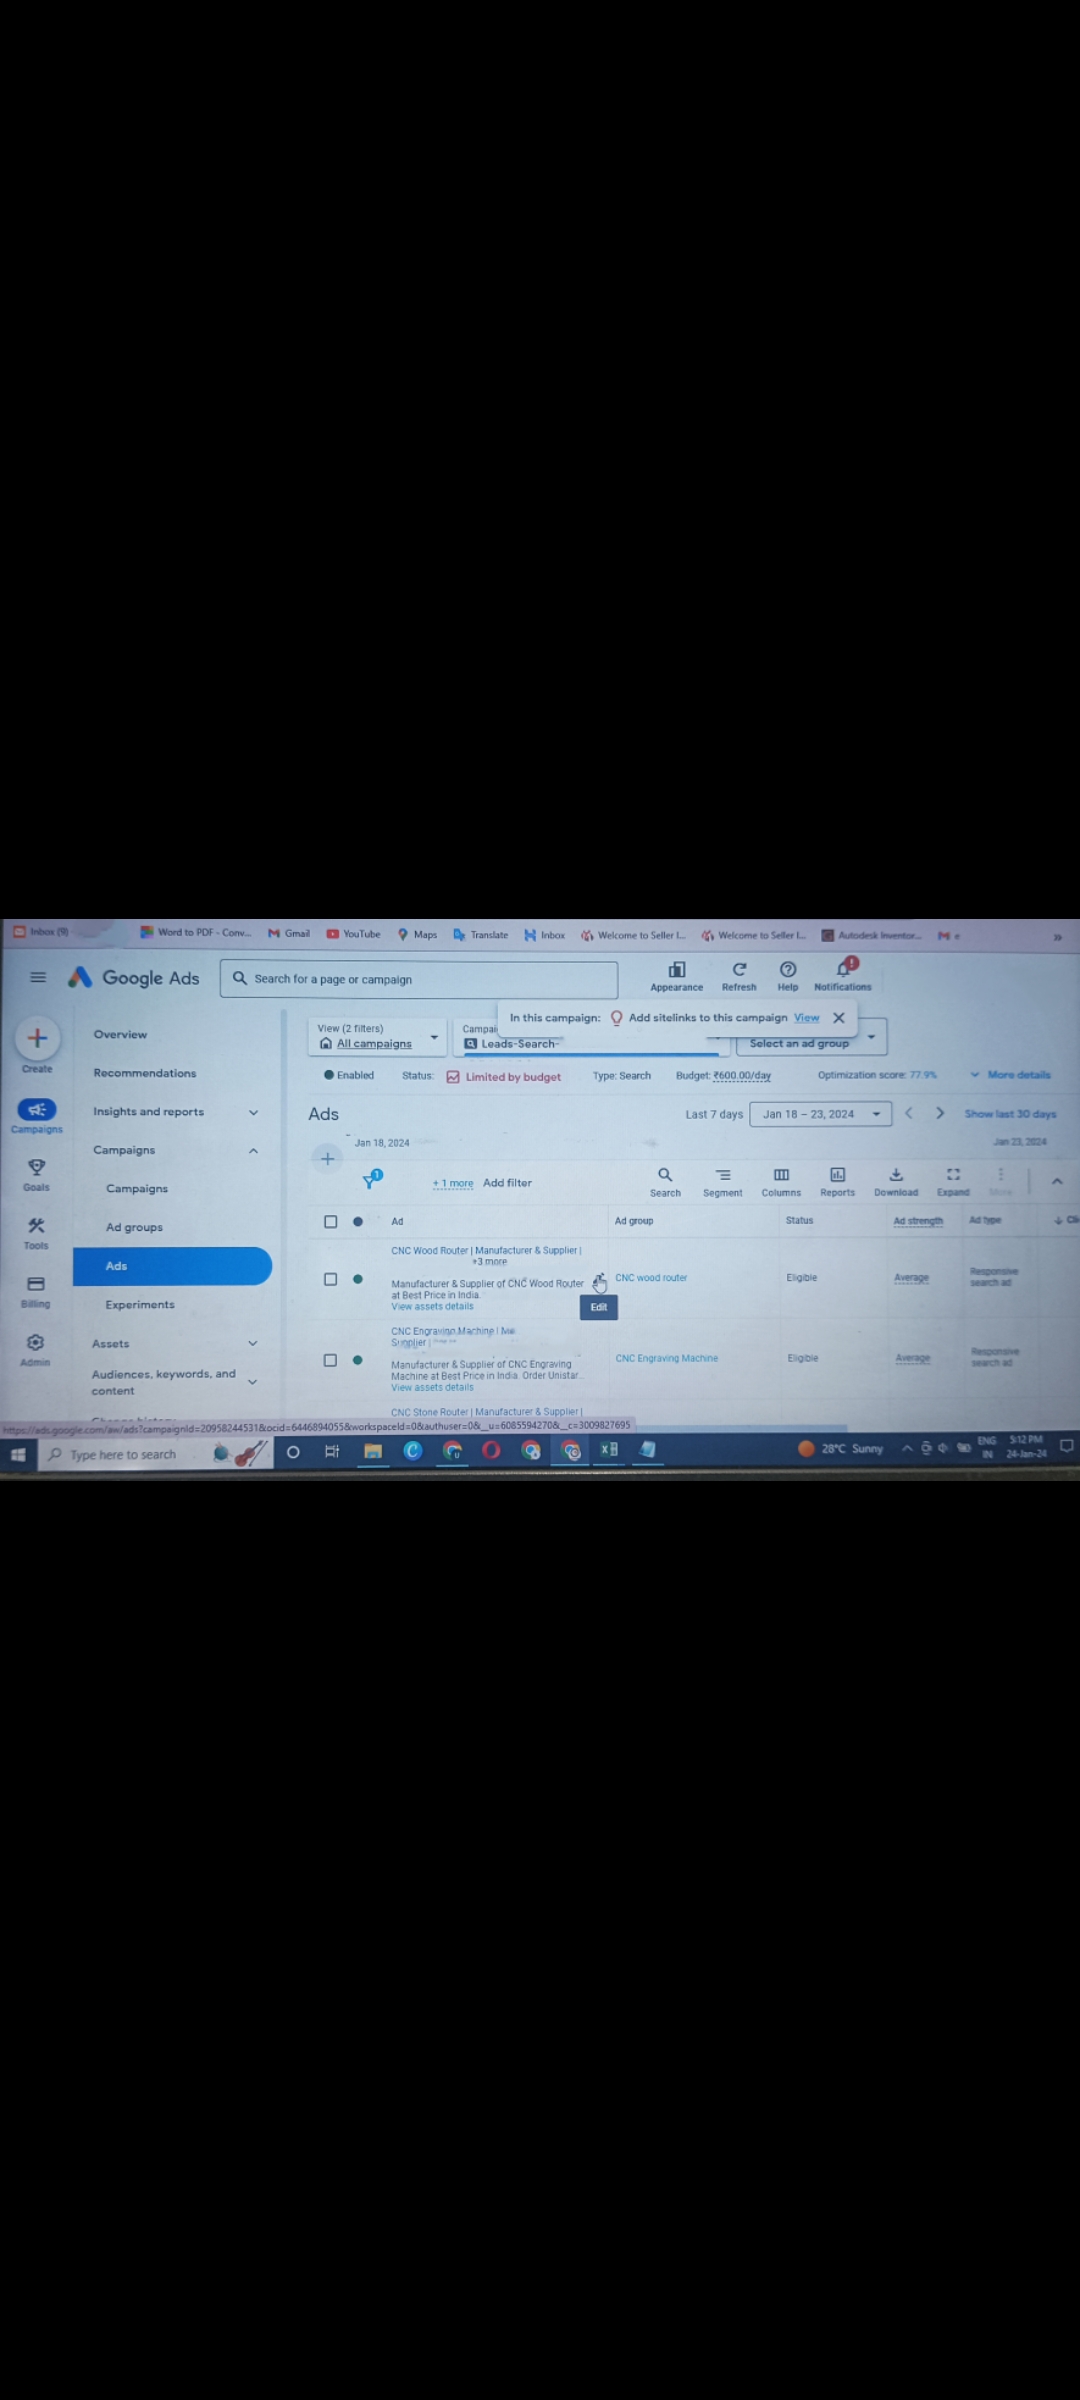 Inbox (9)
Word to PDF - Conv...
Gmail
YouTube
Maps
Translate
Inbox
Welcome to Seller I...
Welcome to Seller I...
Autodesk Inventor...
Google Ads
Search for a page or campaign
Appearance
Refresh
Help
Notifications
In this campaign: Add sitelinks to this campaign View
Create
Campaigns
Goals
Tools
Billing
Admin
Overview
Recommendations
Insights and reports
Campaigns
Campaigns
Ad groups
Ads
Experiments
Assets
Audiences, keywords, and
content
View (2 filters)
All campaigns
Campai
Leads-Search-
Select an ad group
Enabled
Status: Limited by budget
Type: Search
Budget: ₹600.00/day
Optimization score: 77.9%
More details
Ads
Last 7 days
Jan 18 – 23, 2024
Show last 30 days
Jan 18, 2024
Jan 23, 2024
1
+ 1 more
Add filter
Search
Segment
Columns
Reports
Download
Expand
More
Ad
Ad group
Status
Ad strength
Ad type
CNC Wood Router | Manufacturer & Supplier |
+3 more
Manufacturer & Supplier of CNC Wood Router
at Best Price in India.
View assets details
Edit
CNC wood router
Eligible
Average
Responsive
search ad
CNC Engraving Machine |
Supplier |
Manufacturer & Supplier of CNC Engraving
Machine at Best Price in India. Order Unistar...
View assets details
CNC Engraving Machine
Eligible
Average
Responsive
search ad
CNC Stone Router | Manufacturer & Supplier |
https://ads.google.com/aw/ads?campaignId=20958244531&ocid=6446894055&workspaceId=0&authuser=0&__u=6085594270&__c=3009827695
Type here to search
28°C Sunny
ENG
IN
5:12 PM
24-Jan-24